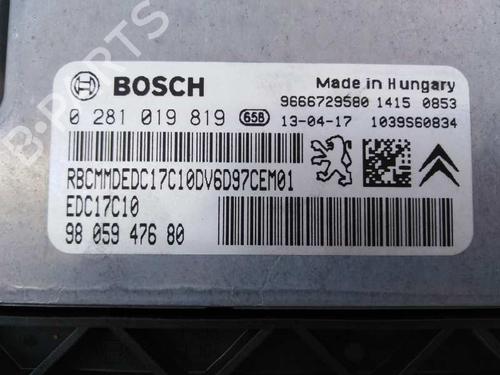 BOSCH
Made in Hungary
9666729580 1415 0853
0 281 019 819 658 13-04-17 1039S60834
RBCMMDEDC17C10DV6D97CEM01
EDC17C10
98 059 476 80
B-PARTS